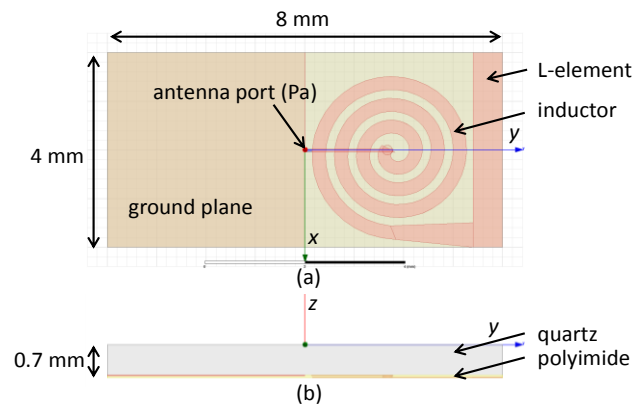 8 mm
L-element
antenna port (Pa)
inductor
y
4 mm
ground plane
x
(a)
z
y
quartz
0.7 mm
polyimide
(b)